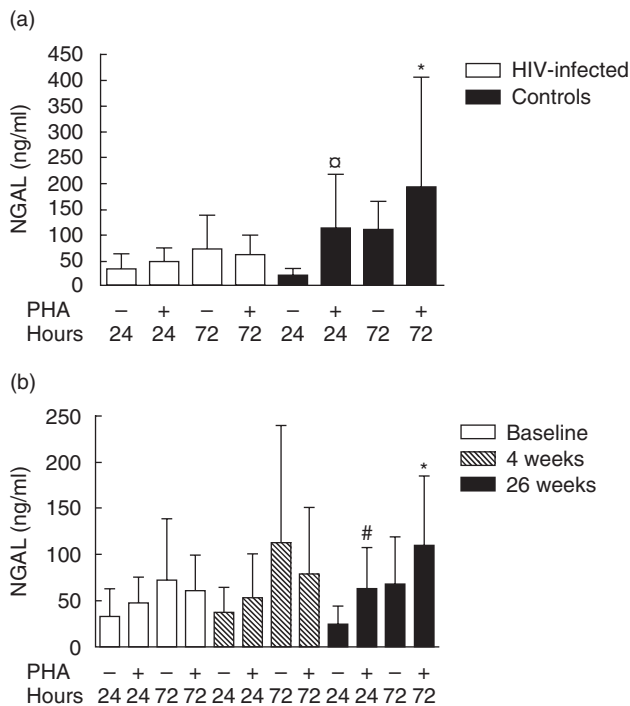 (a)
450
400
350
300
250
200
150
100
50
0
NGAL (ng/ml)
¤
*
HIV-infected
Controls
PHA − + − + − + − +
Hours 24 24 72 72 24 24 72 72
(b)
250
200
150
100
50
0
NGAL (ng/ml)
#
*
Baseline
4 weeks
26 weeks
PHA − + − + − + − + − + − +
Hours 24 24 72 72 24 24 72 72 24 24 72 72